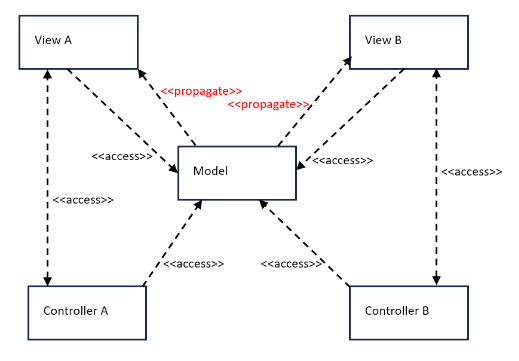 View A
View B
<<propagate>>
<<propagate>>
<<access>>
<<access>>
Model
<<access>>
<<access>>
<<access>>
<<access>>
Controller A
Controller B